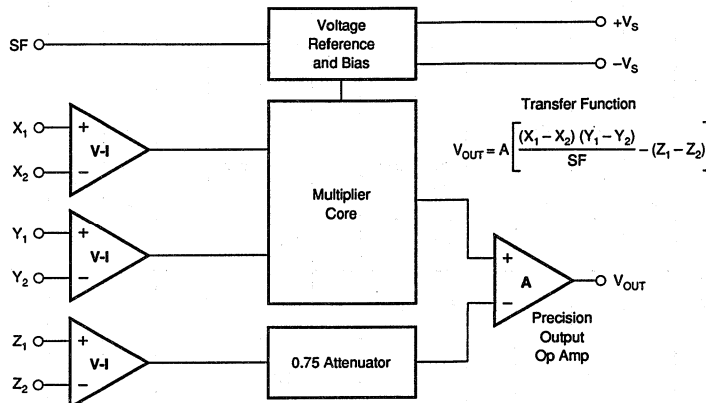 Voltage
Reference
and Bias
SF
+VS
−VS
Transfer Function
VOUT = A [ (X1 − X2) (Y1 − Y2) / SF − (Z1 − Z2) ]
X1
+
V-I
X2
−
Multiplier
Core
Y1
+
V-I
Y2
−
+
A
−
VOUT
Precision
Output
Op Amp
Z1
+
V-I
Z2
−
0.75 Attenuator